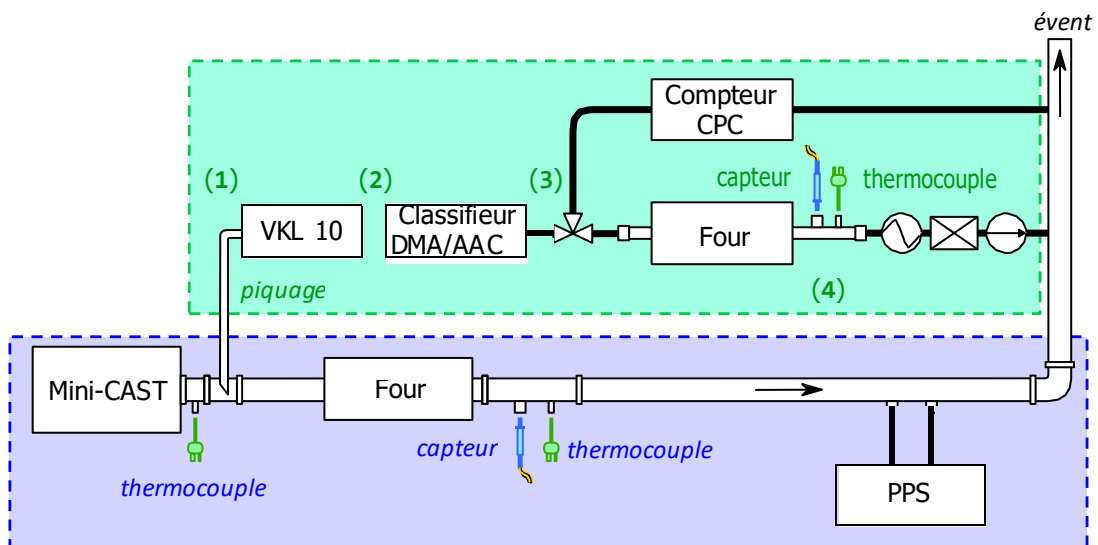 évent
Compteur
CPC
(1)
(2)
(3)
capteur
thermocouple
VKL 10
Classifieur
DMA/AAC
Four
piquage
(4)
Mini-CAST
Four
capteur
thermocouple
thermocouple
PPS